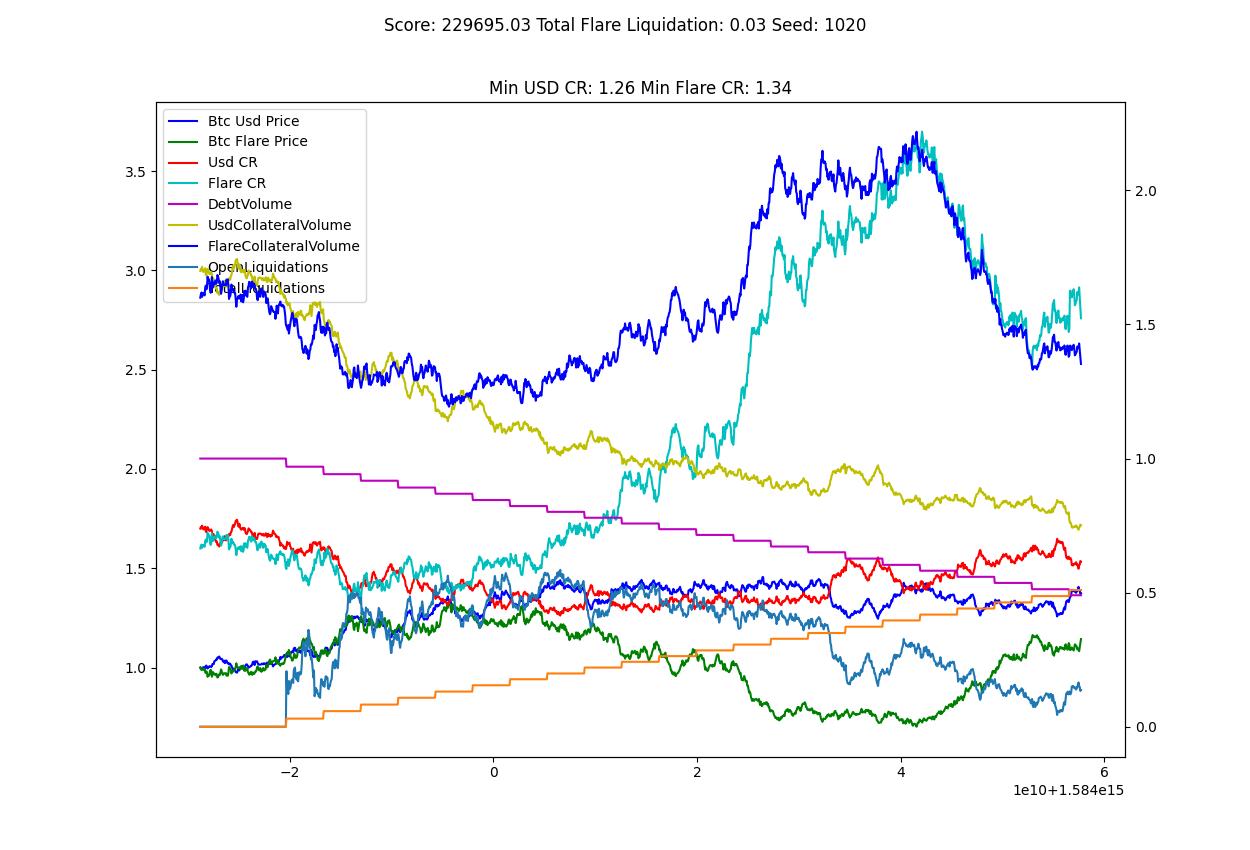 Score: 229695.03 Total Flare Liquidation: 0.03 Seed: 1020
Min USD CR: 1.26 Min Flare CR: 1.34
Btc Usd Price
Btc Flare Price
Usd CR
Flare CR
DebtVolume
UsdCollateralVolume
FlareCollateralVolume
OpenLiquidations
TotalLiquidations
3.5
3.0
2.5
2.0
1.5
1.0
2.0
1.5
1.0
0.5
0.0
−2
0
2
4
6
1e10+1.584e15